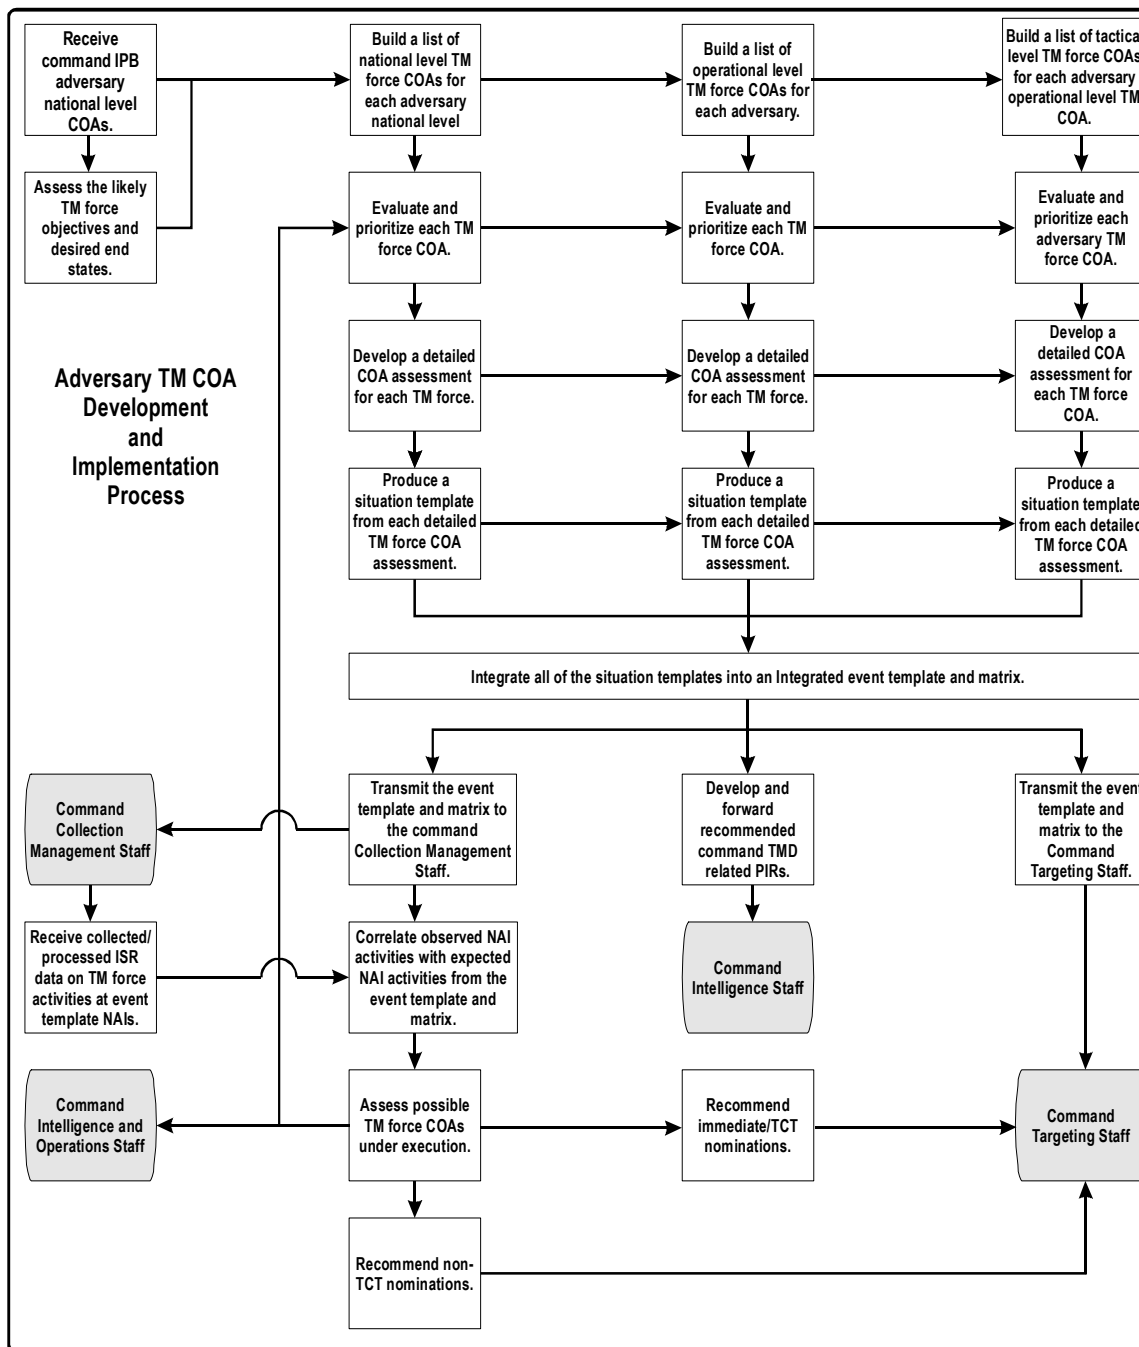 Receive
command IPB
adversary
national level
COAs.
Build a list of
national level TM
force COAs for
each adversary
national level
Build a list of
operational level
TM force COAs for
each adversary.
Build a list of tactical
level TM force COAs
for each adversary
operational level TM
COA.
Assess the likely
TM force
objectives and
desired end
states.
Evaluate and
prioritize each TM
force COA.
Evaluate and
prioritize each TM
force COA.
Evaluate and
prioritize each
adversary TM
force COA.
Adversary TM COA
Development
and
Implementation
Process
Develop a detailed
COA assessment
for each TM force.
Develop a detailed
COA assessment
for each TM force.
Develop a
detailed COA
assessment for
each TM force
COA.
Produce a
situation template
from each detailed
TM force COA
assessment.
Produce a
situation template
from each detailed
TM force COA
assessment.
Produce a
situation template
from each detailed
TM force COA
assessment.
Integrate all of the situation templates into an Integrated event template and matrix.
Command
Collection
Management Staff
Transmit the event
template and matrix to
the command
Collection Management
Staff.
Develop and
forward
recommended
command TMD
related PIRs.
Transmit the event
template and
matrix to the
Command
Targeting Staff.
Receive collected/
processed ISR
data on TM force
activities at event
template NAIs.
Correlate observed NAI
activities with expected
NAI activities from the
event template and
matrix.
Command
Intelligence Staff
Command
Intelligence and
Operations Staff
Assess possible
TM force COAs
under execution.
Recommend
immediate/TCT
nominations.
Command
Targeting Staff
Recommend non-
TCT nominations.